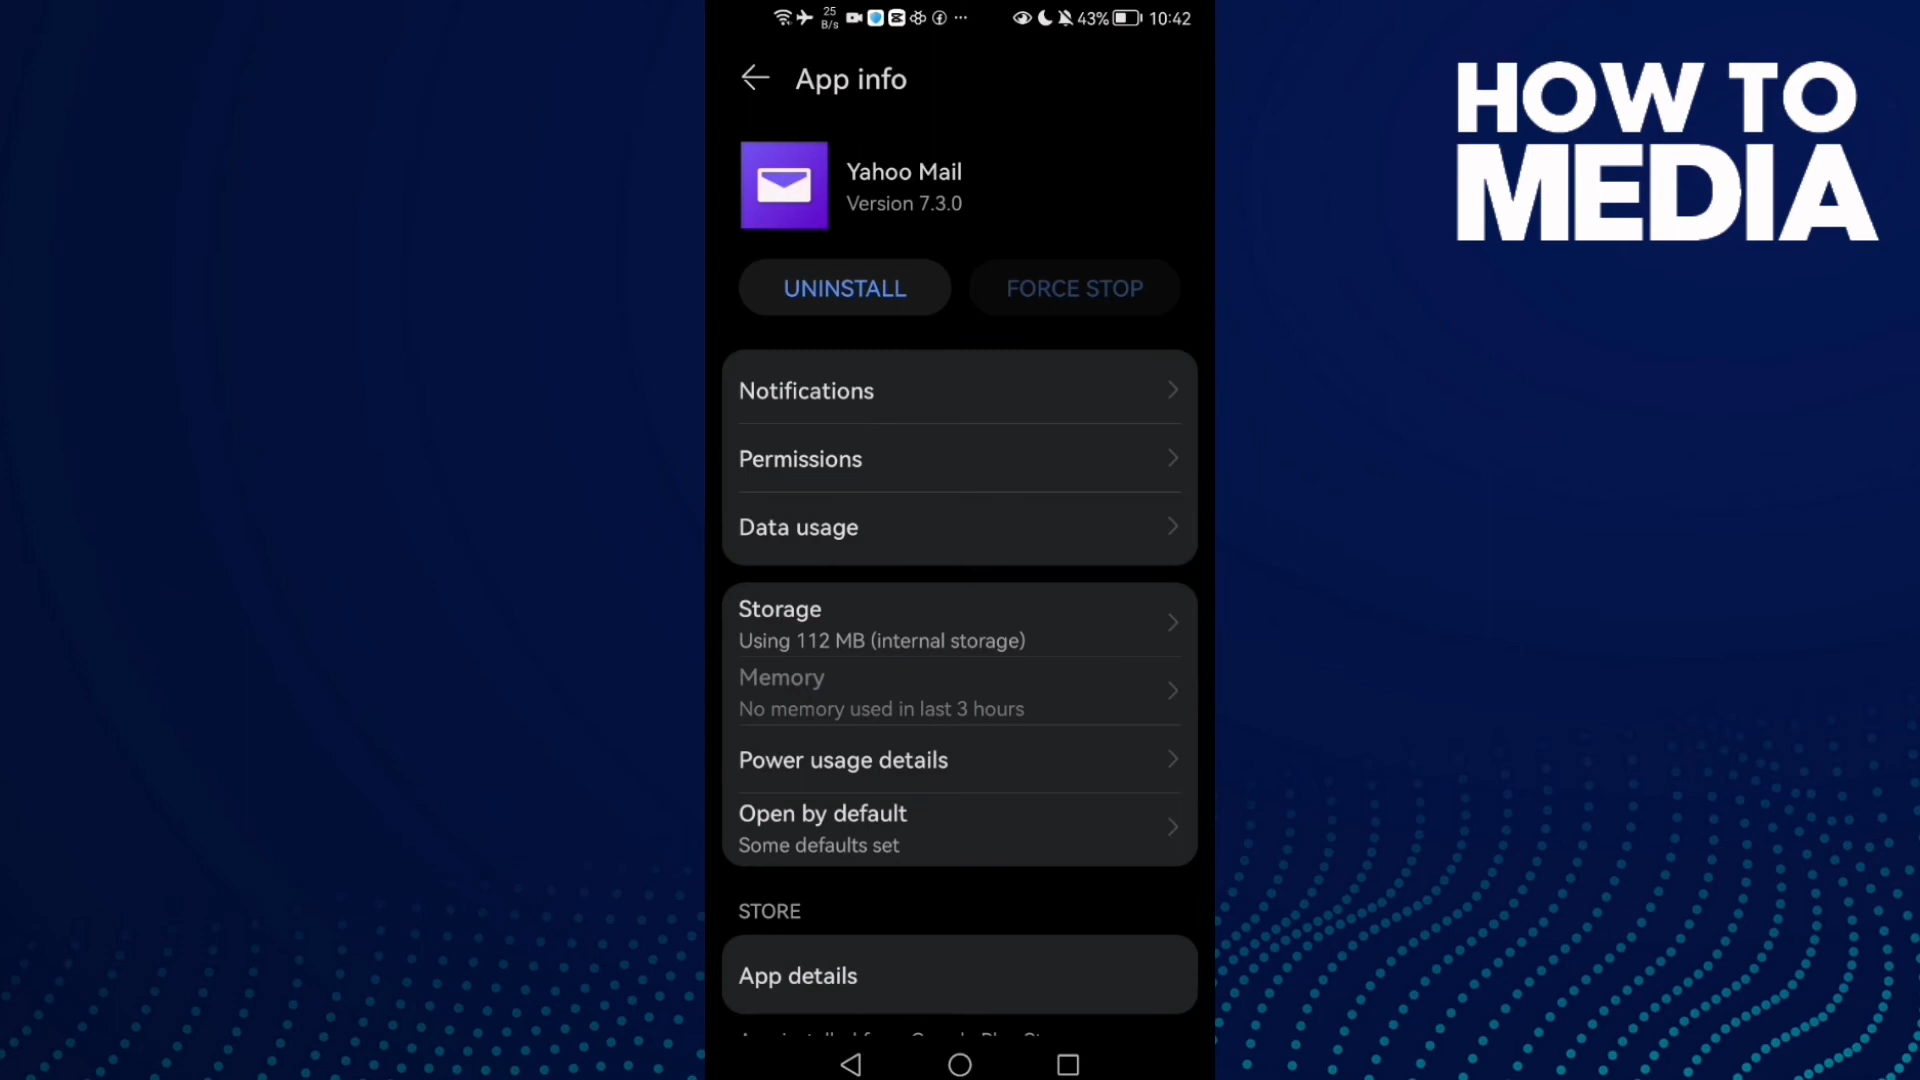 25
B/s
43%
10:42
App info
Yahoo Mail
Version 7.3.0
UNINSTALL
FORCE STOP
Notifications
Permissions
Data usage
Storage
Using 112 MB (internal storage)
Memory
No memory used in last 3 hours
Power usage details
Open by default
Some defaults set
STORE
App details
HOW TO
MEDIA